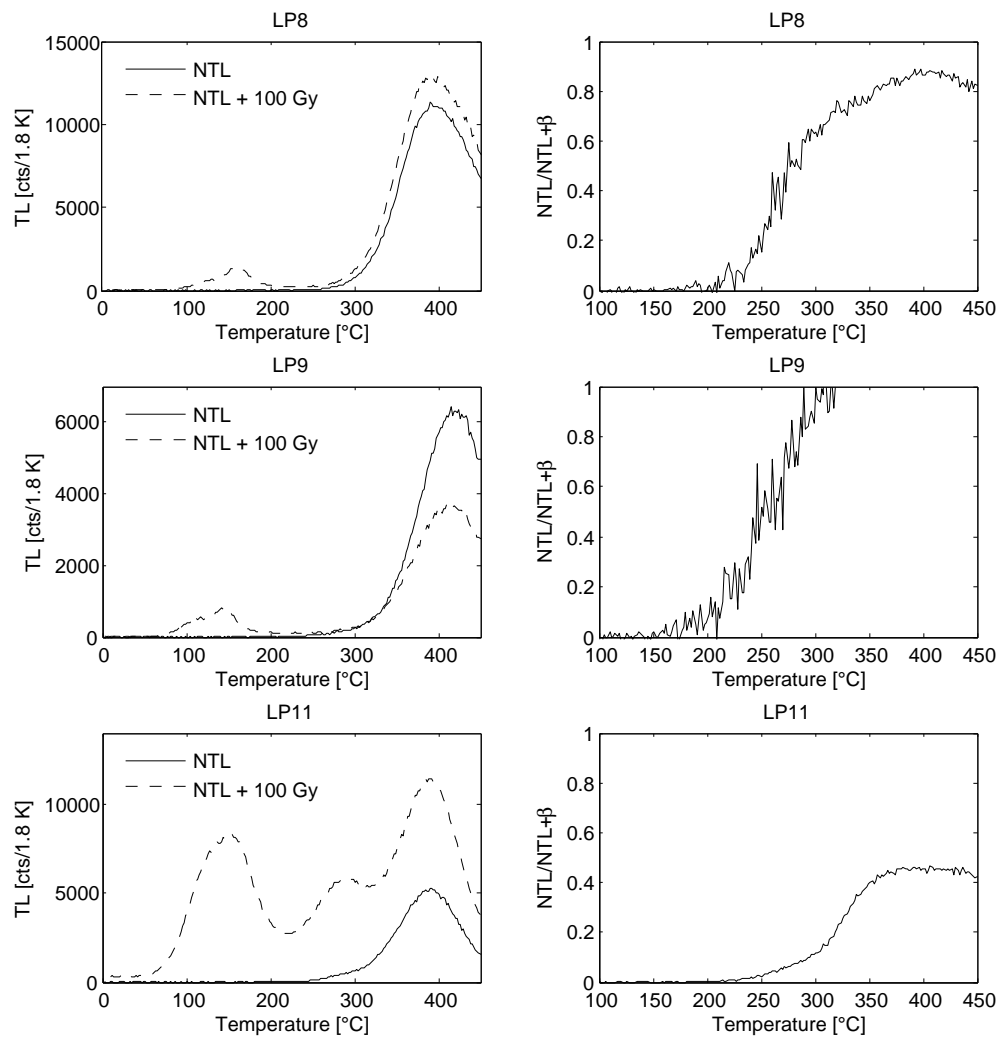 LP8
15000
10000
5000
0
TL [cts/1.8 K]
NTL
NTL + 100 Gy
0 100 200 300 400
Temperature [°C]
LP8
1
0.8
0.6
0.4
0.2
0
NTL/NTL+β
100 150 200 250 300 350 400 450
Temperature [°C]
LP9
6000
4000
2000
0
TL [cts/1.8 K]
NTL
NTL + 100 Gy
0 100 200 300 400
Temperature [°C]
LP9
1
0.8
0.6
0.4
0.2
0
NTL/NTL+β
100 150 200 250 300 350 400 450
Temperature [°C]
LP11
10000
5000
0
TL [cts/1.8 K]
NTL
NTL + 100 Gy
0 100 200 300 400
Temperature [°C]
LP11
1
0.8
0.6
0.4
0.2
0
NTL/NTL+β
100 150 200 250 300 350 400 450
Temperature [°C]